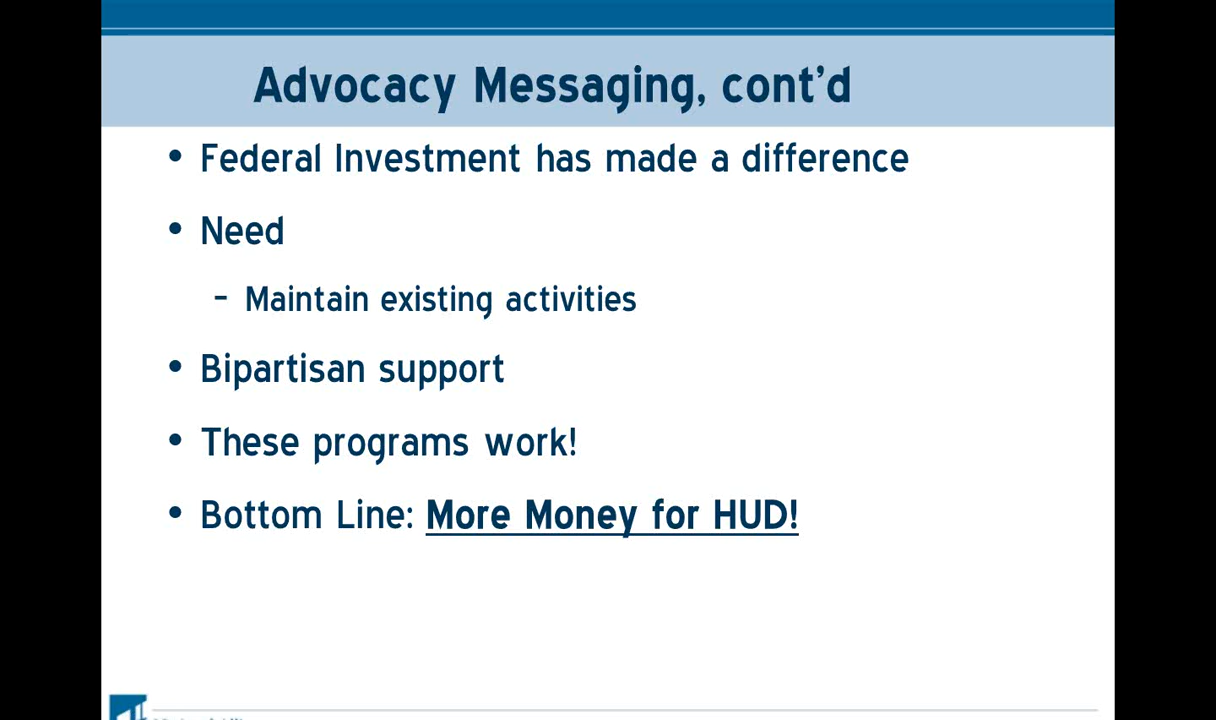 Advocacy Messaging, cont’d
• Federal Investment has made a difference
• Need
– Maintain existing activities
• Bipartisan support
• These programs work!
• Bottom Line: More Money for HUD!